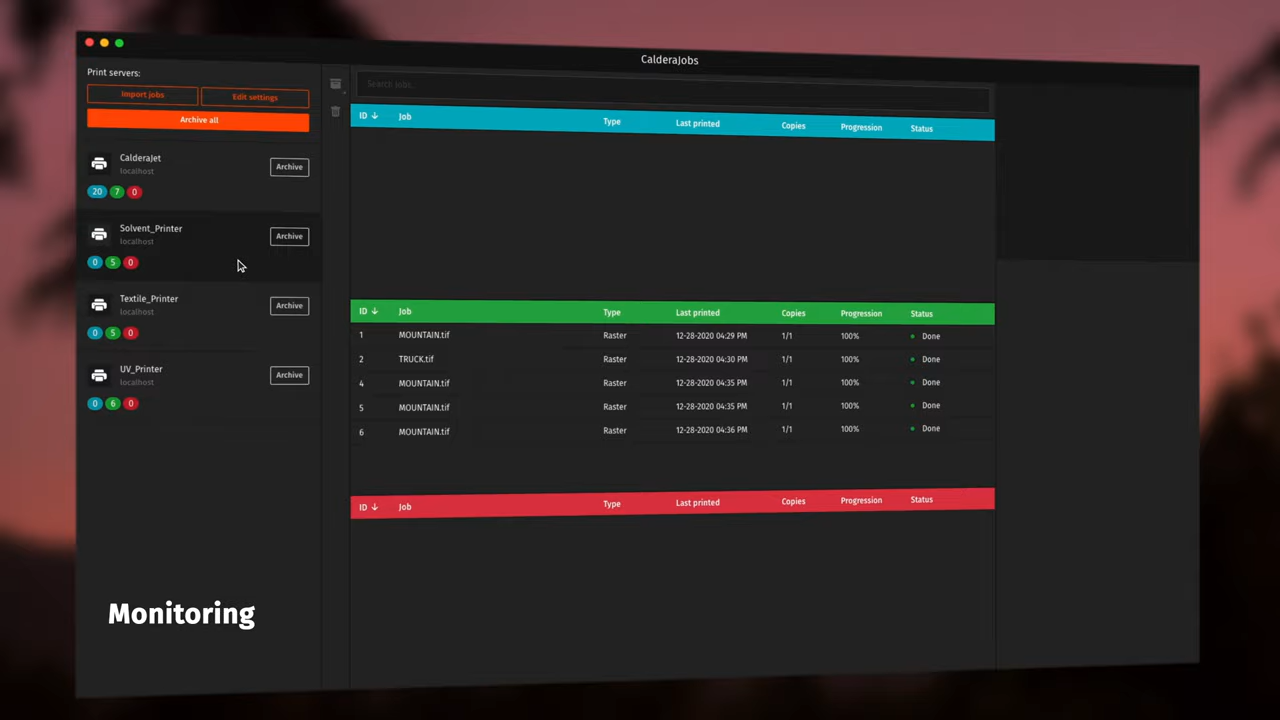 CalderaJobs
Print servers:
Import jobs Edit settings
Archive all
CalderaJet
localhost
Archive
20 7 0
Solvent_Printer
localhost
Archive
0 5 0
Textile_Printer
localhost
Archive
0 5 0
UV_Printer
localhost
Archive
0 6 0
Search jobs...
ID ↓ Job Type Last printed Copies Progression Status
ID ↓ Job Type Last printed Copies Progression Status
1 MOUNTAIN.tif Raster 12-28-2020 04:29 PM 1/1 100% Done
2 TRUCK.tif Raster 12-28-2020 04:30 PM 1/1 100% Done
4 MOUNTAIN.tif Raster 12-28-2020 04:35 PM 1/1 100% Done
5 MOUNTAIN.tif Raster 12-28-2020 04:35 PM 1/1 100% Done
6 MOUNTAIN.tif Raster 12-28-2020 04:36 PM 1/1 100% Done
ID ↓ Job Type Last printed Copies Progression Status
Monitoring